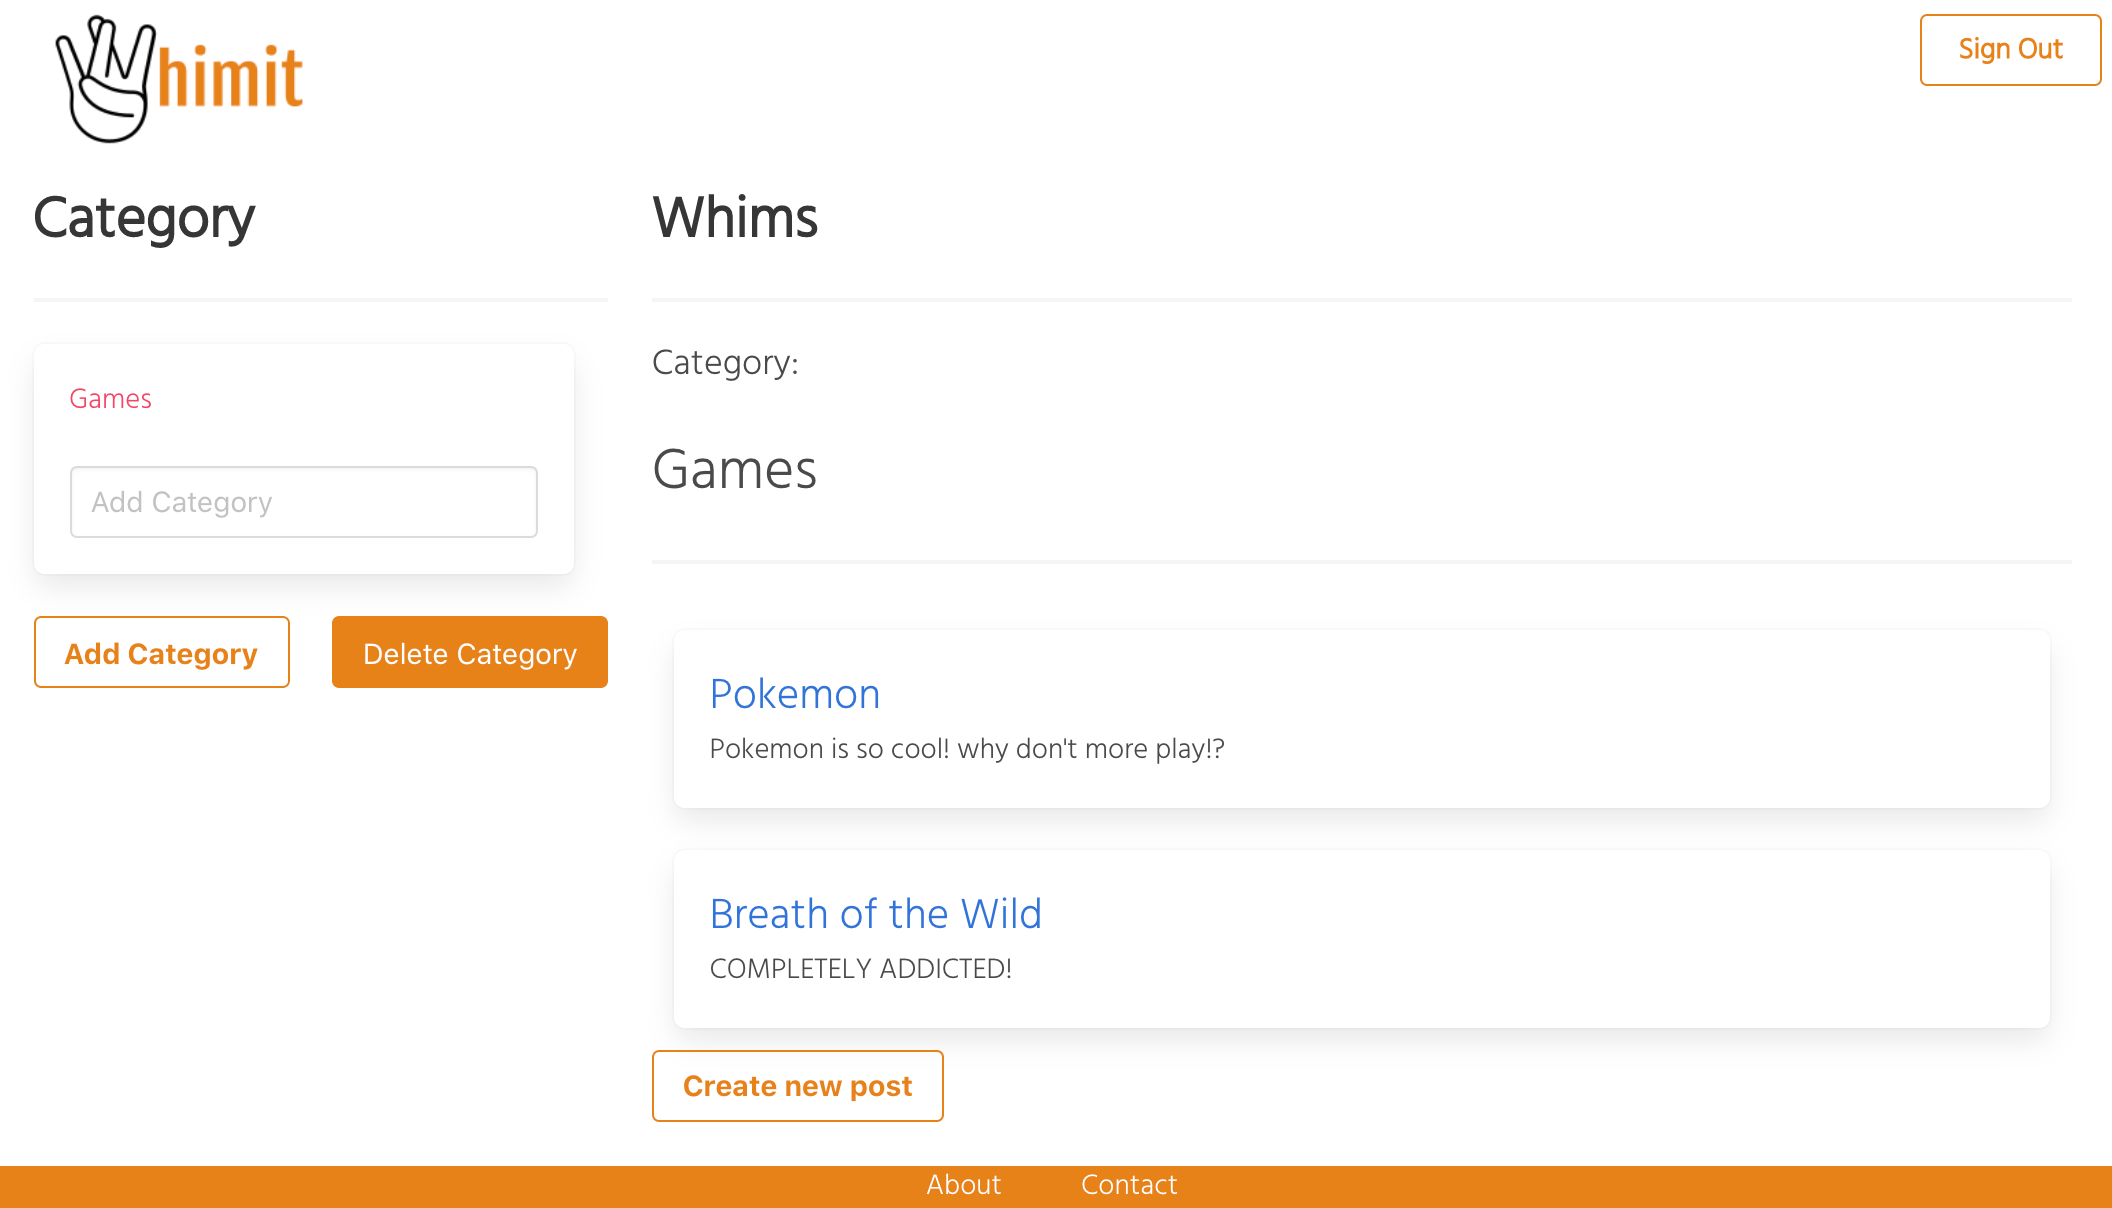 Whimit
Sign Out
Category
Games
Add Category
Add Category
Delete Category
Whims
Category:
Games
Pokemon
Pokemon is so cool! why don't more play!?
Breath of the Wild
COMPLETELY ADDICTED!
Create new post
About
Contact